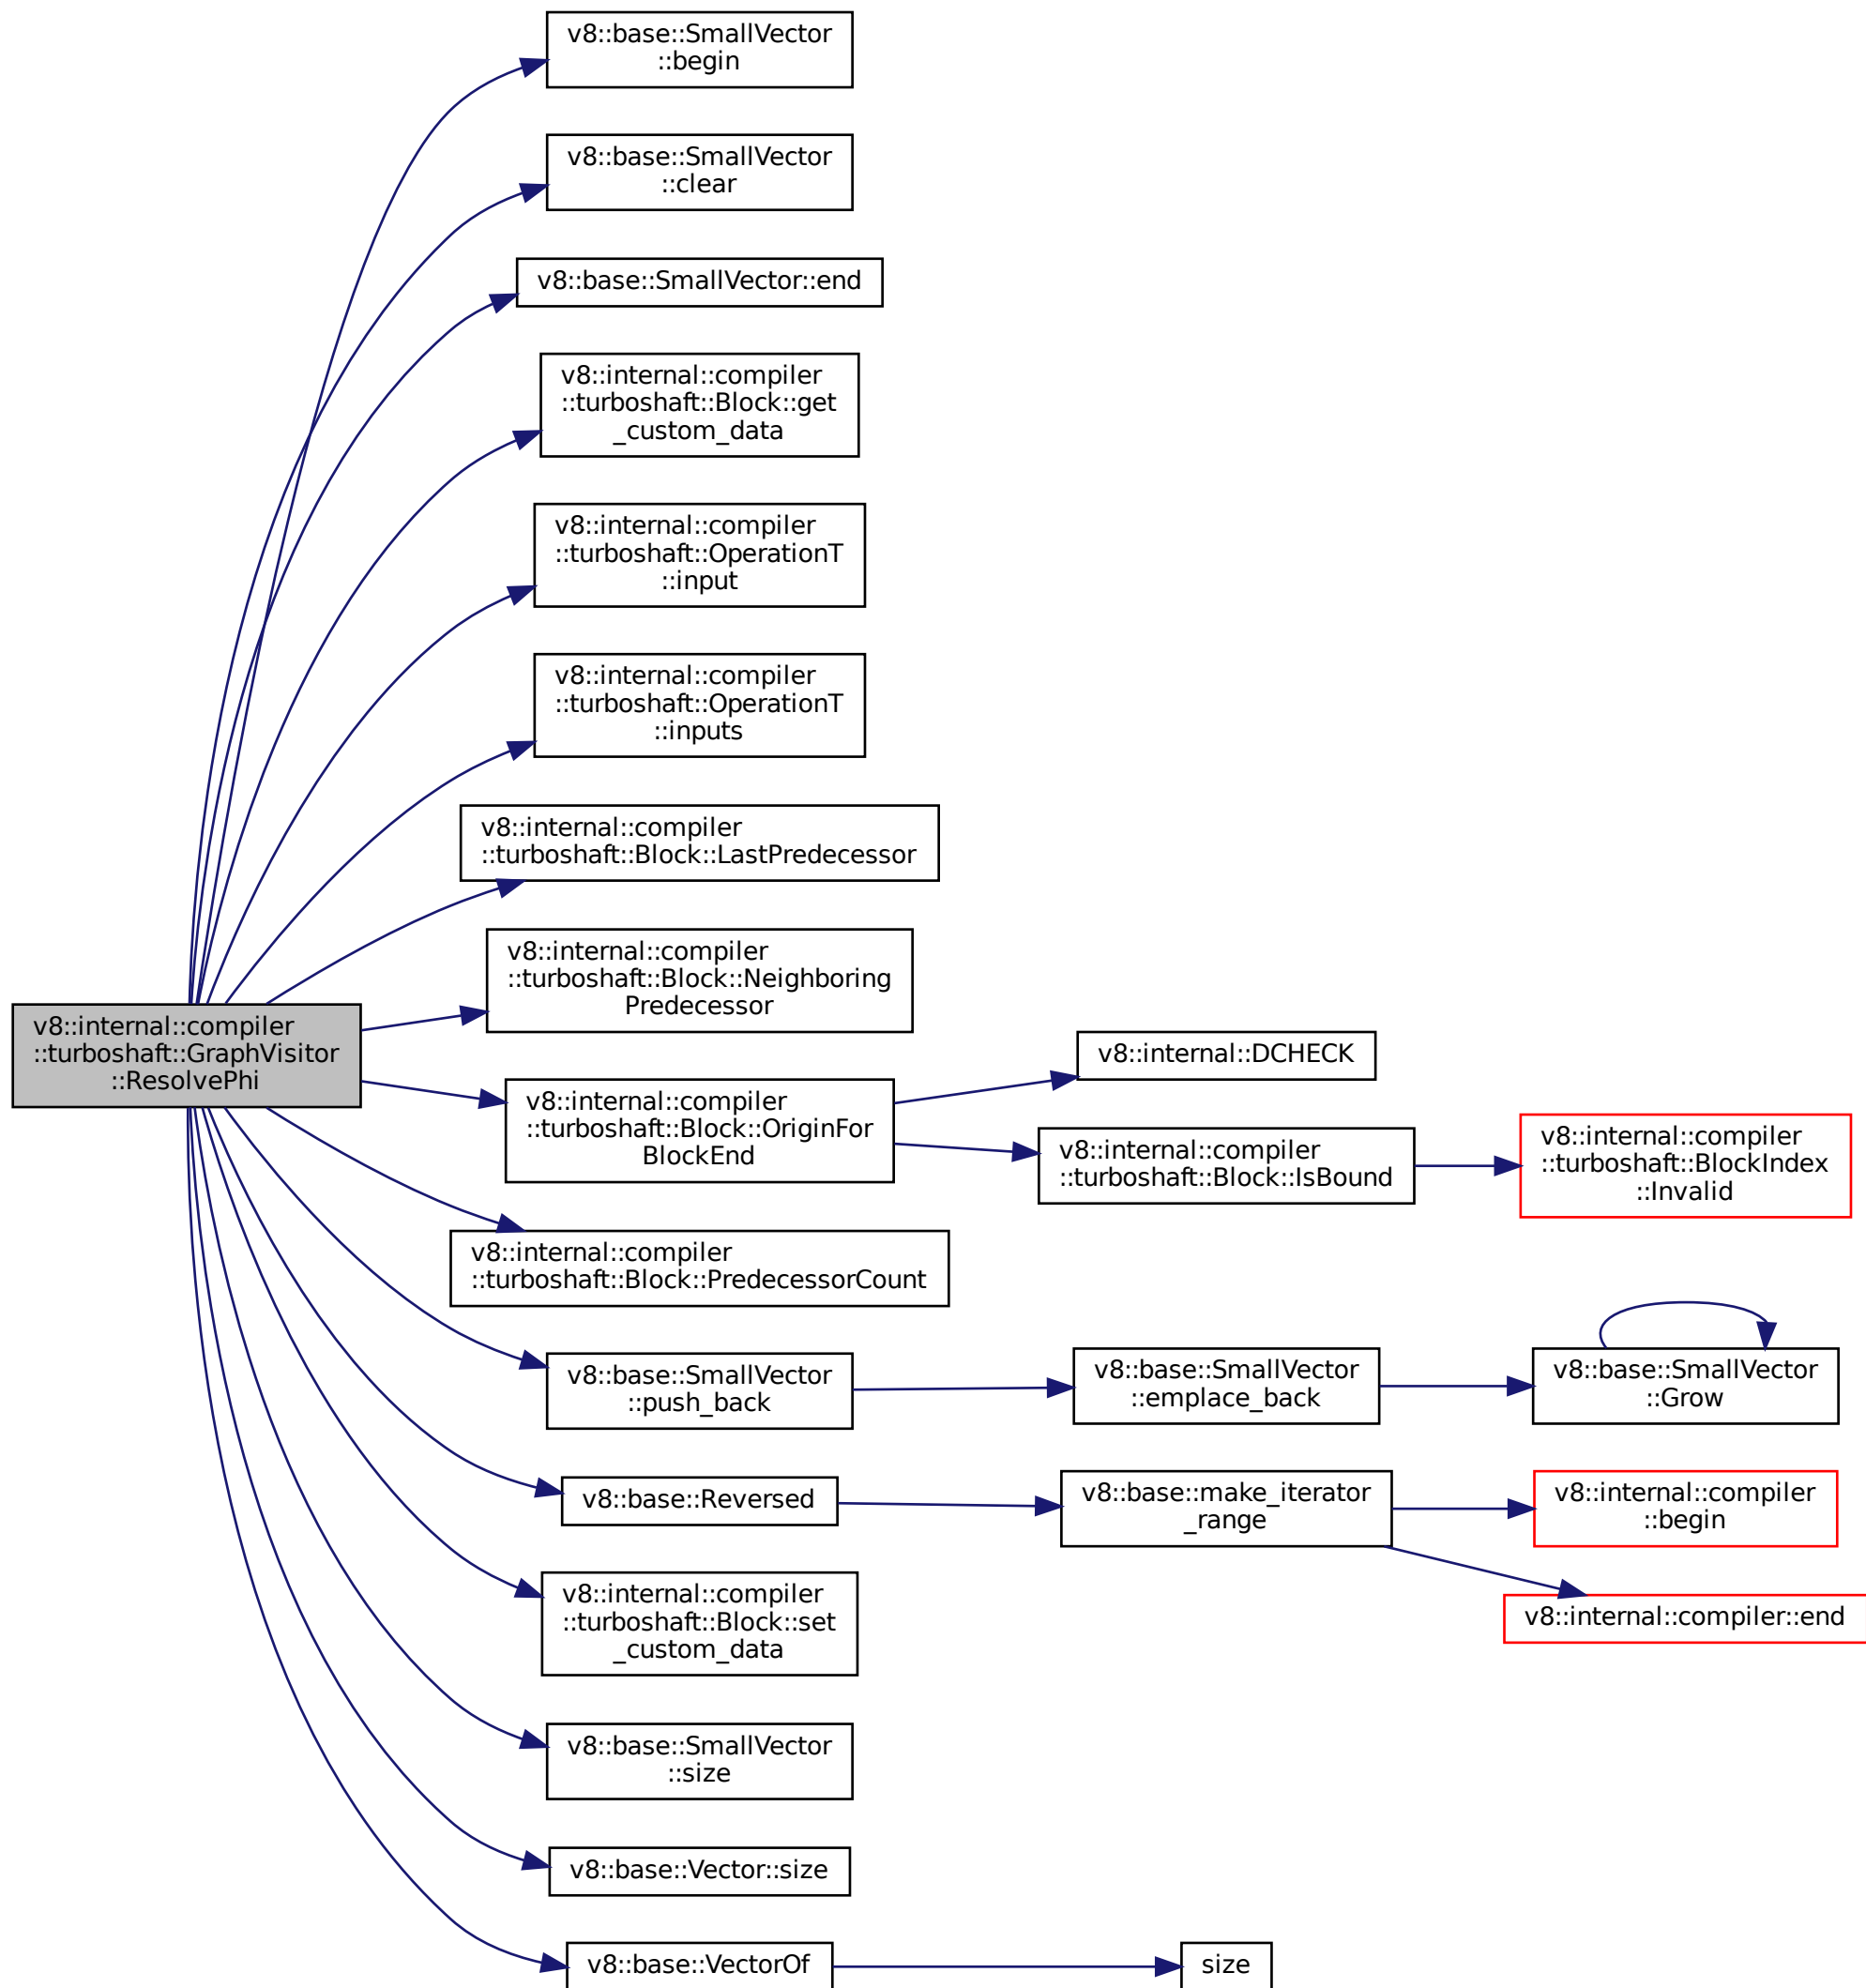 v8::base::SmallVector
::begin
v8::base::SmallVector
::clear
v8::base::SmallVector::end
v8::internal::compiler
::turboshaft::Block::get
_custom_data
v8::internal::compiler
::turboshaft::OperationT
::input
v8::internal::compiler
::turboshaft::OperationT
::inputs
v8::internal::compiler
::turboshaft::Block::LastPredecessor
v8::internal::compiler
::turboshaft::Block::Neighboring
Predecessor
v8::internal::compiler
::turboshaft::GraphVisitor
::ResolvePhi
v8::internal::compiler
::turboshaft::Block::OriginFor
BlockEnd
v8::internal::DCHECK
v8::internal::compiler
::turboshaft::Block::IsBound
v8::internal::compiler
::turboshaft::BlockIndex
::Invalid
v8::internal::compiler
::turboshaft::Block::PredecessorCount
v8::base::SmallVector
::push_back
v8::base::SmallVector
::emplace_back
v8::base::SmallVector
::Grow
v8::base::Reversed
v8::base::make_iterator
_range
v8::internal::compiler
::begin
v8::internal::compiler::end
v8::internal::compiler
::turboshaft::Block::set
_custom_data
v8::base::SmallVector
::size
v8::base::Vector::size
v8::base::VectorOf
size